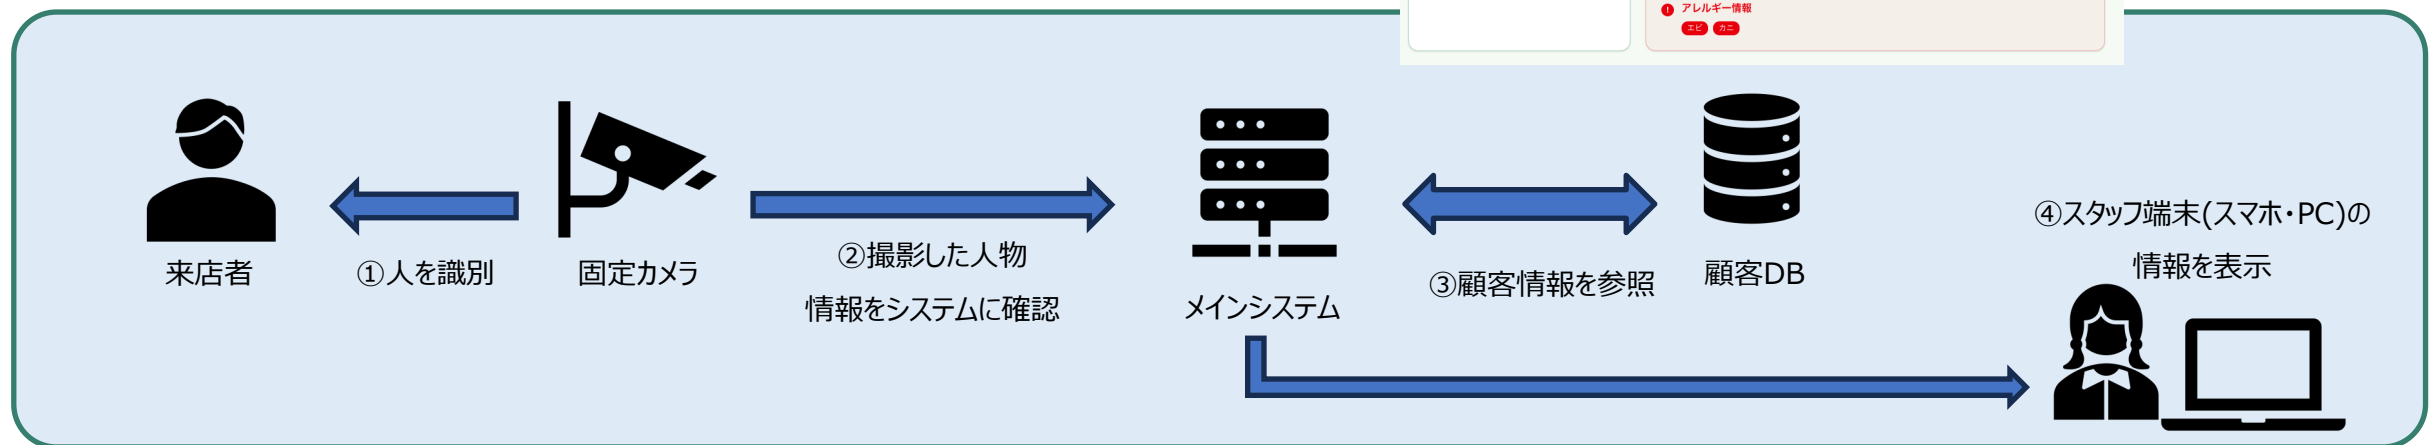 アレルギー情報
エビ カニ
来店者
①人を識別
固定カメラ
②撮影した人物
情報をシステムに確認
メインシステム
③顧客情報を参照
顧客DB
④スタッフ端末(スマホ・PC)の
情報を表示